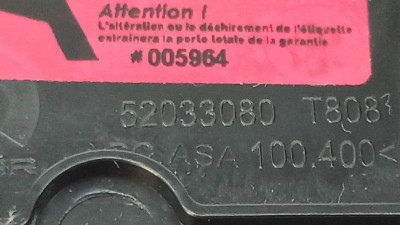 Attention !
L'altération ou le déchirement de l'étiquette
entraînera la perte totale de la garantie
# 005964
52033080 T808
ASA 100.400<